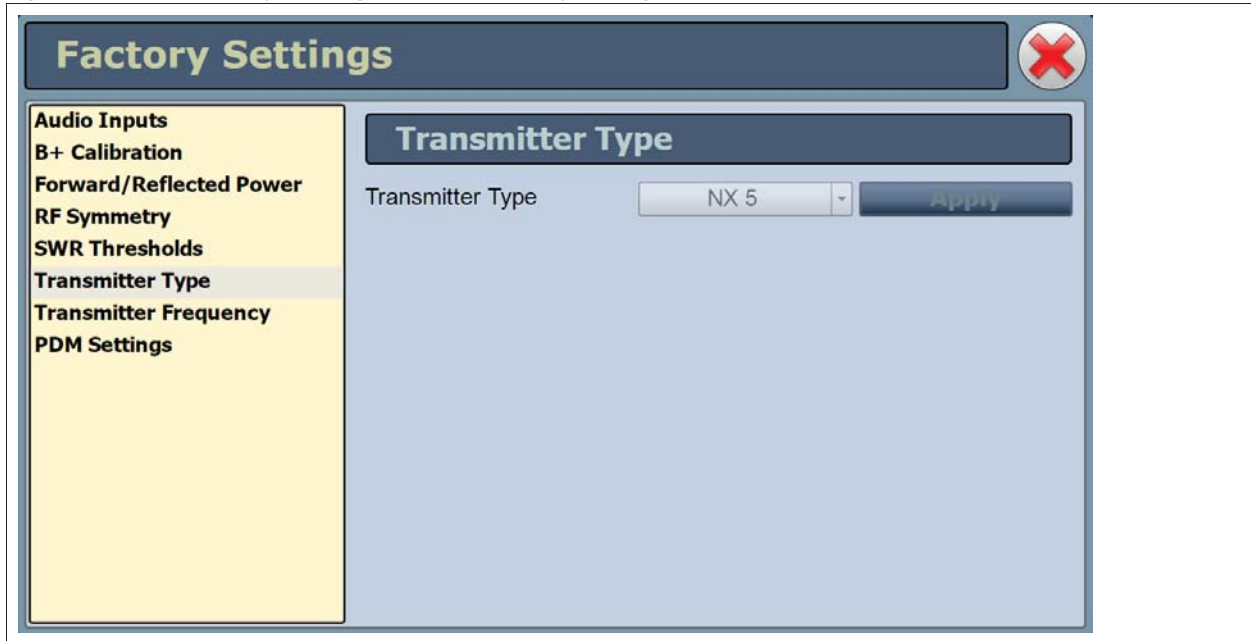 Factory Settings
Audio Inputs
B+ Calibration
Forward/Reflected Power
RF Symmetry
SWR Thresholds
Transmitter Type
Transmitter Frequency
PDM Settings
Transmitter Type
Transmitter Type NX 5 Apply